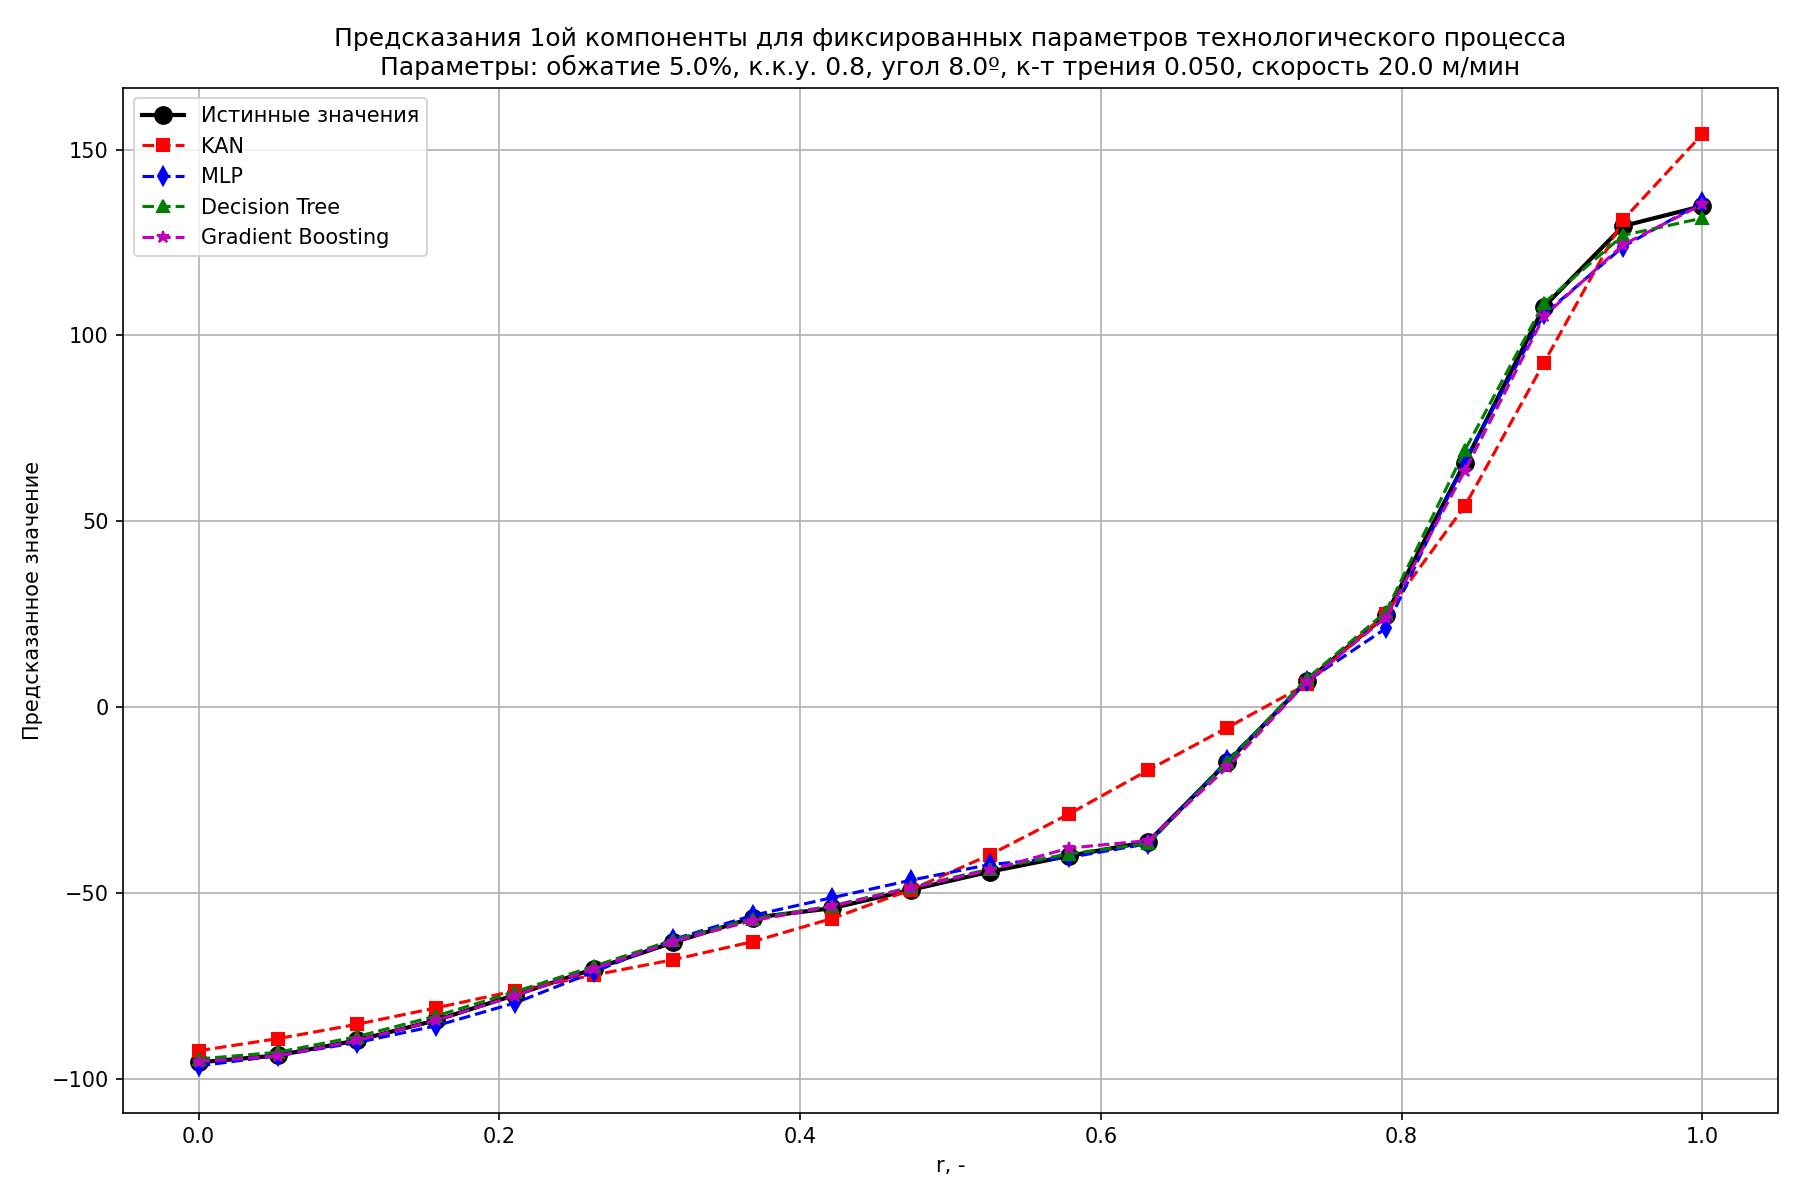 Предсказания 1ой компоненты для фиксированных параметров технологического процесса
Параметры: обжатие 5.0%, к.к.у. 0.8, угол 8.0º, к-т трения 0.050, скорость 20.0 м/мин
Истинные значения
KAN
MLP
Decision Tree
Gradient Boosting
Предсказанное значение
150
100
50
0
−50
−100
0.0 0.2 0.4 0.6 0.8 1.0
r, -